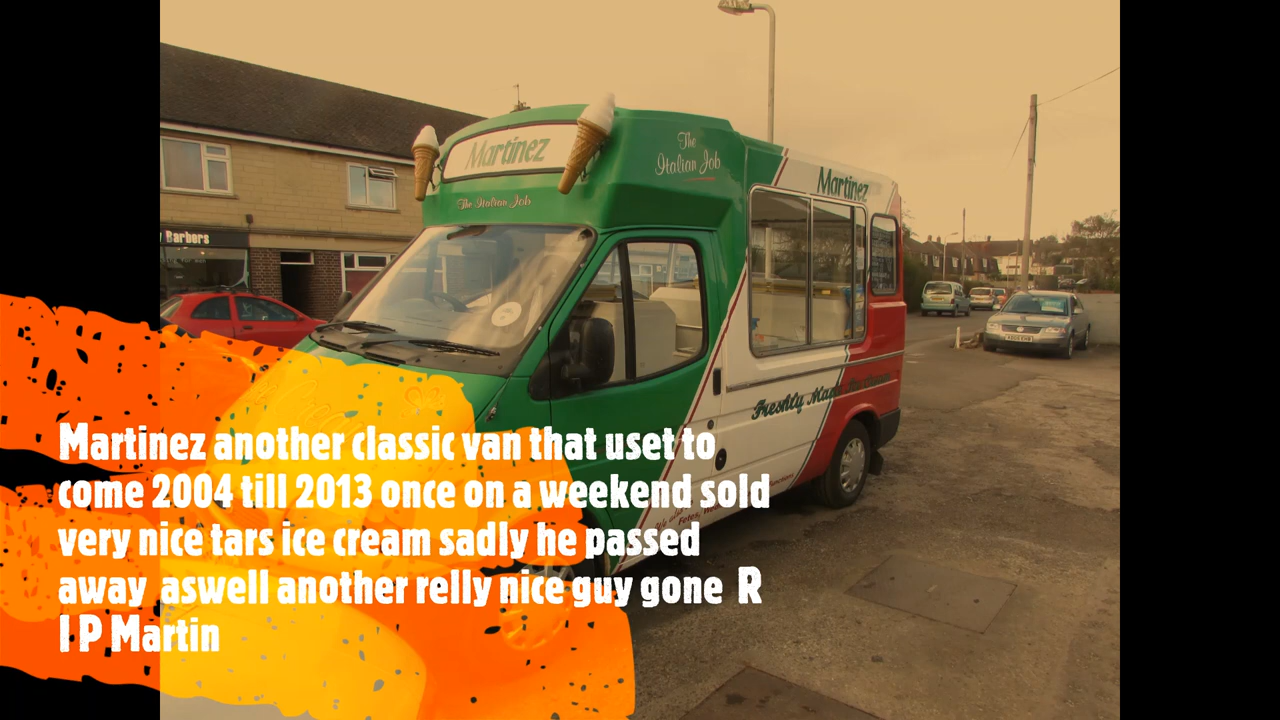 Martinez
The
Italian Job
Martinez
The Italian Job
Barbers
Freshly Made
Martinez another classic van that uset to
come 2004 till 2013 once on a weekend sold
very nice tars ice cream sadly he passed
away aswell another relly nice guy gone R
I P Martin